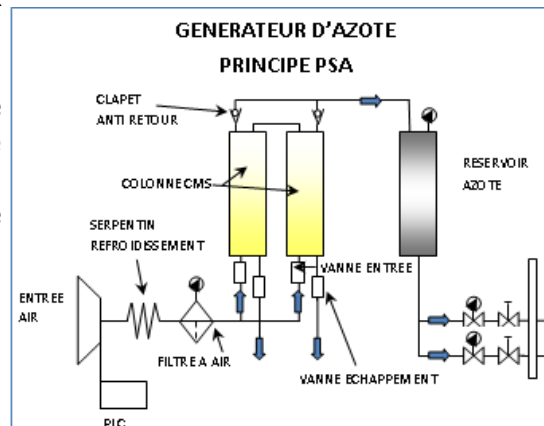 GENERATEUR D'AZOTE
PRINCIPE PSA
CLAPET
ANTI RETOUR
COLONNE CMS
RESERVOIR
AZOTE
SERPENTIN
REFROIDISSEMENT
VANNE ENTREE
ENTREE
AIR
FILTRE A AIR
VANNE ECHAPPEMENT
PLC